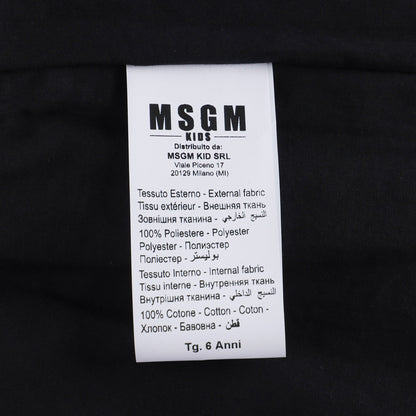 MSGM
KIDS
Distribuito da:
MSGM KID SRL
Viale Piceno 17
20129 Milano (MI)
Tessuto Esterno - External fabric
Tissu extérieur - Внешняя ткань
Зовнішня тканина - النسيج الخارجي
100% Poliestere - Polyester
Polyester - Полиэстер
Поліестер - بوليستر
Tessuto Interno - Internal fabric
Tissu interne - Внутренняя ткань
Внутрішня тканина - النسيج الداخلي
100% Cotone - Cotton - Coton -
Хлопок - Бавовна - قطن
Tg. 6 Anni